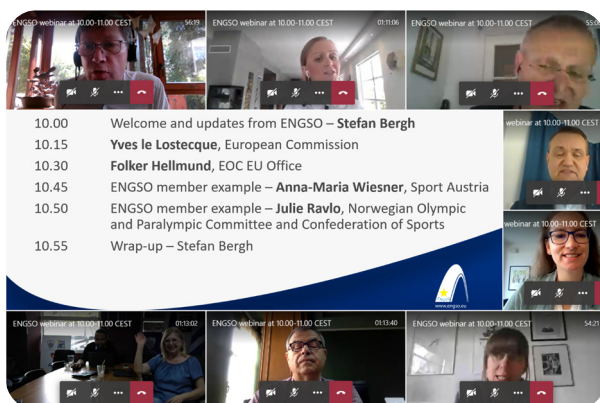 ENGSO webinar at 10.00-11.00 CEST 56:19
ENGSO webinar at 10.00-11.00 CEST 01:11:06
ENGSO webinar at 10.00-11.00 CEST
10.00 Welcome and updates from ENGSO – Stefan Bergh
10.15 Yves le Lostecque, European Commission
10.30 Folker Hellmund, EOC EU Office
10.45 ENGSO member example – Anna-Maria Wiesner, Sport Austria
10.50 ENGSO member example – Julie Ravlo, Norwegian Olympic
and Paralympic Committee and Confederation of Sports
10.55 Wrap-up – Stefan Bergh
www.engso.eu
webinar at 10.00-11.00 CEST
webinar at 10.00-11.00 CEST
ENGSO webinar at 10.00-11.00 CEST 01:13:02
ENGSO webinar at 10.00-11.00 CEST 01:13:40
ENGSO webinar at 10.00-11.00 CEST 54:21